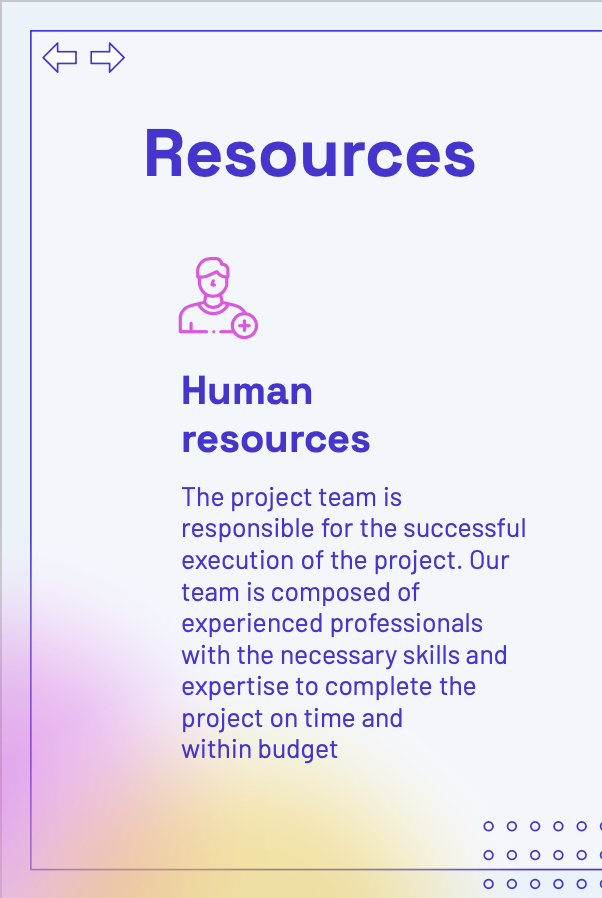 Resources
Human
resources
The project team is
responsible for the successful
execution of the project. Our
team is composed of
experienced professionals
with the necessary skills and
expertise to complete the
project on time and
within budget